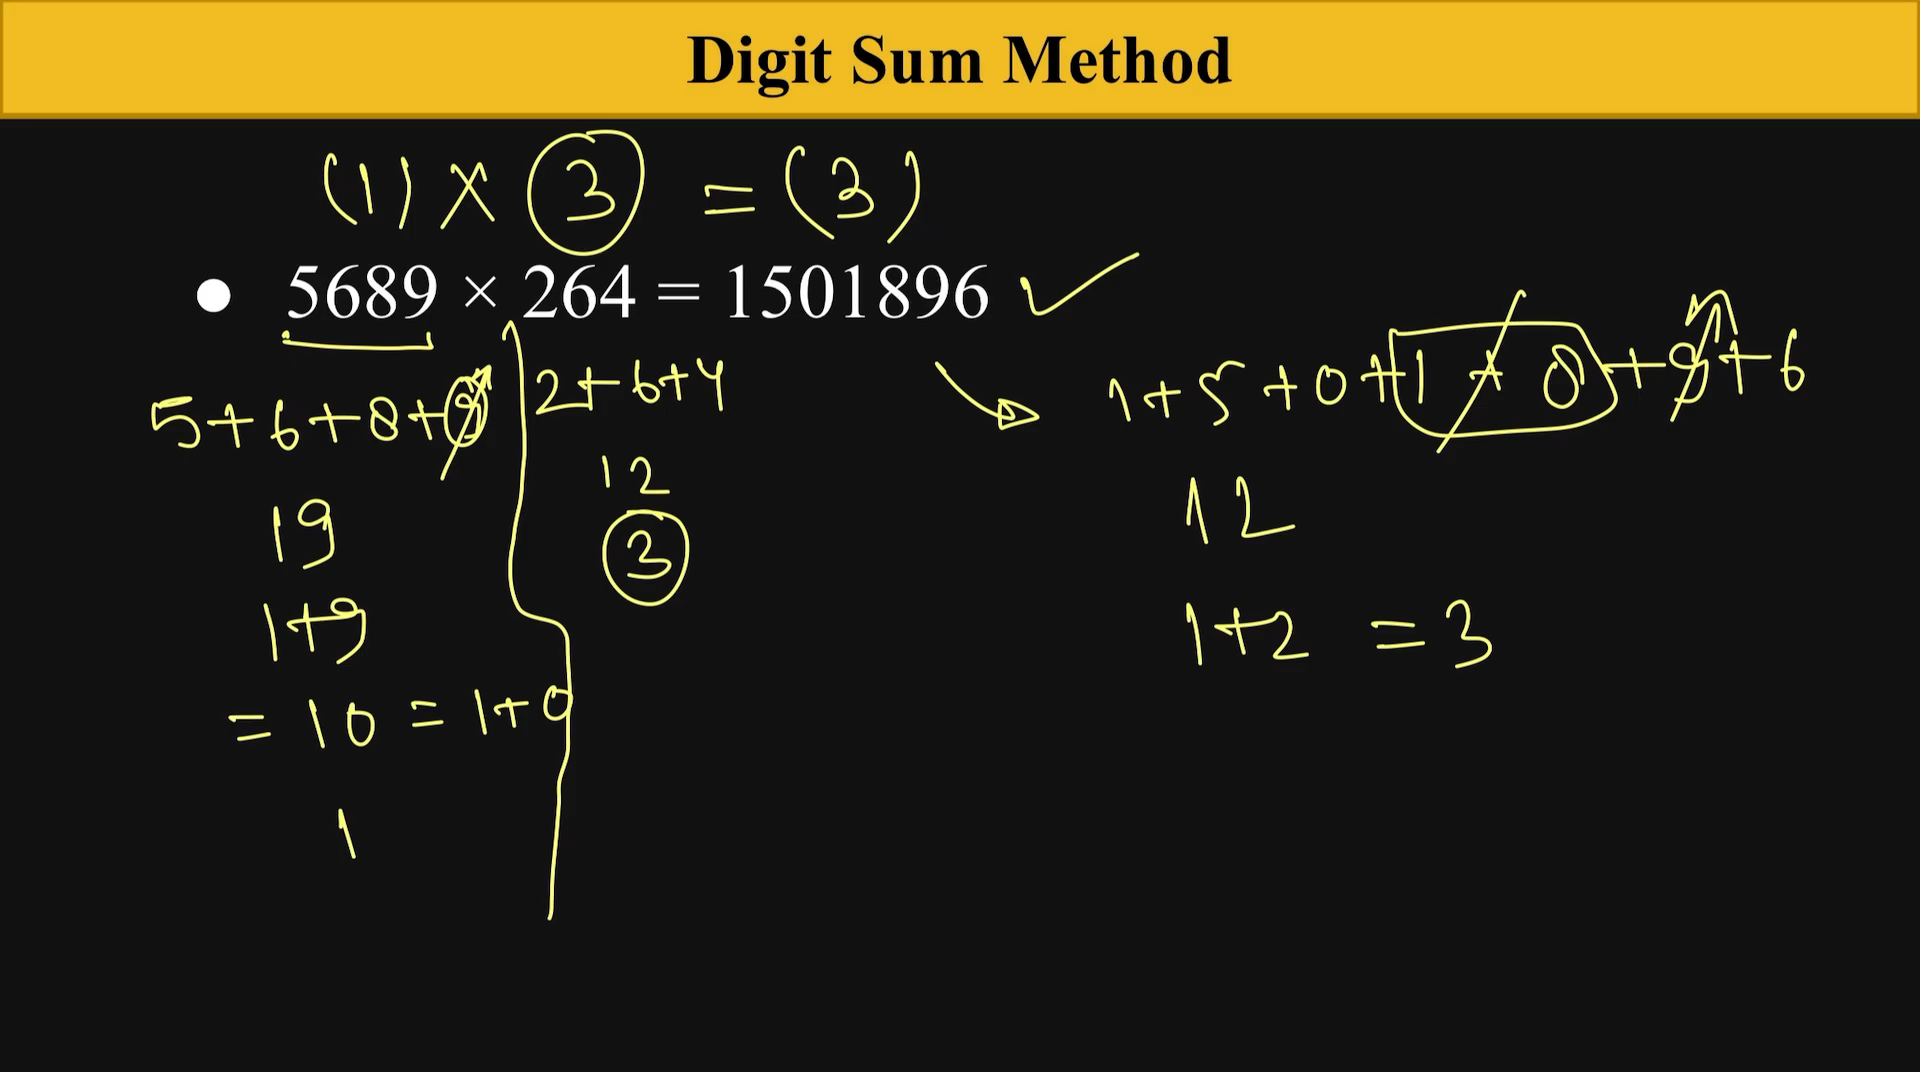 Digit Sum Method
(1) × 3 = (3)
• 5689 × 264 = 1501896 ✓
5+6+8+9
2+6+4
1+5+0+1+8+9+6
12
3
19
12
1+9
1+2 = 3
= 10 = 1+0
1